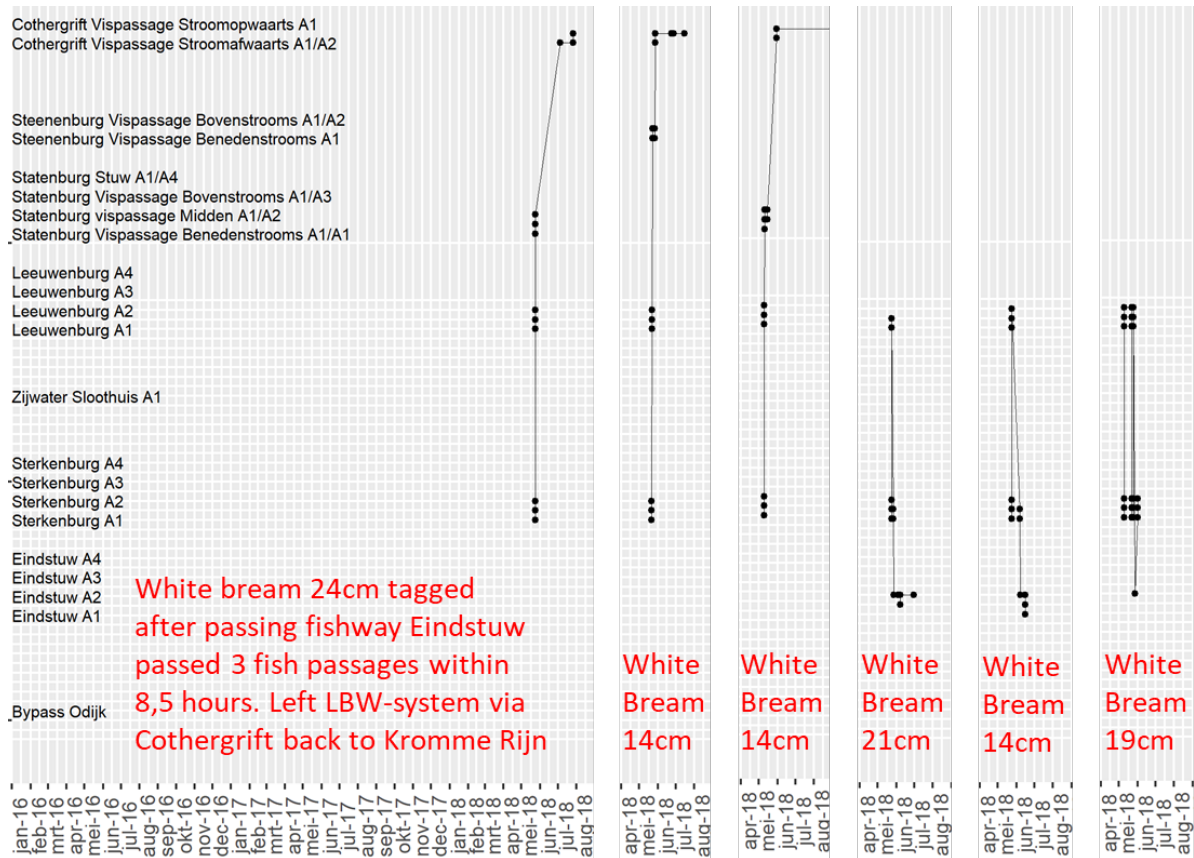 Cothergrift Vispassage Stroomopwaarts A1
Cothergrift Vispassage Stroomafwaarts A1/A2
Steenenburg Vispassage Bovenstrooms A1/A2
Steenenburg Vispassage Benedenstrooms A1
Statenburg Stuw A1/A4
Statenburg Vispassage Bovenstrooms A1/A3
Statenburg vispassage Midden A1/A2
Statenburg Vispassage Benedenstrooms A1/A1
Leeuwenburg A4
Leeuwenburg A3
Leeuwenburg A2
Leeuwenburg A1
Zijwater Sloothuis A1
Sterkenburg A4
Sterkenburg A3
Sterkenburg A2
Sterkenburg A1
Eindstuw A4
Eindstuw A3
Eindstuw A2
Eindstuw A1
Bypass Odijk
White bream 24cm tagged
after passing fishway Eindstuw
passed 3 fish passages within
8,5 hours. Left LBW-system via
Cothergrift back to Kromme Rijn
White
Bream
14cm
White
Bream
14cm
White
Bream
21cm
White
Bream
14cm
White
Bream
19cm
jan-16
feb-16
mrt-16
apr-16
mei-16
jun-16
jul-16
aug-16
sep-16
okt-16
nov-16
dec-16
jan-17
feb-17
mrt-17
apr-17
mei-17
jun-17
jul-17
aug-17
sep-17
okt-17
nov-17
dec-17
jan-18
feb-18
mrt-18
apr-18
mei-18
jun-18
jul-18
aug-18
apr-18
mei-18
jun-18
jul-18
aug-18
apr-18
mei-18
jun-18
jul-18
aug-18
apr-18
mei-18
jun-18
jul-18
aug-18
apr-18
mei-18
jun-18
jul-18
aug-18
apr-18
mei-18
jun-18
jul-18
aug-18